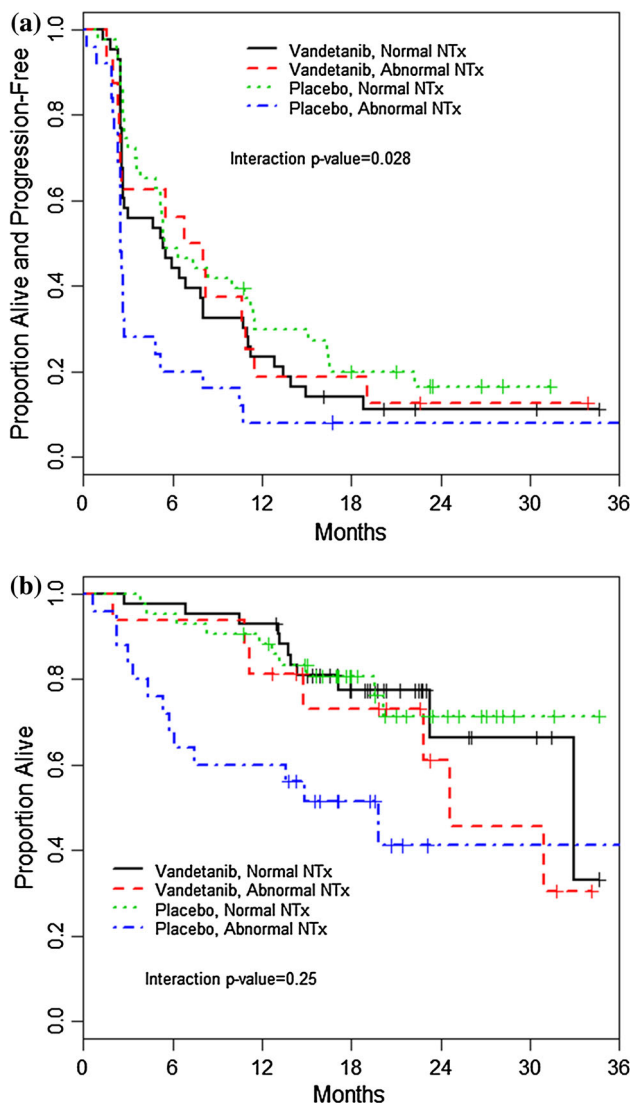 (a)
Proportion Alive and Progression-Free
1.0
0.8
0.6
0.4
0.2
0.0
Vandetanib, Normal NTx
Vandetanib, Abnormal NTx
Placebo, Normal NTx
Placebo, Abnormal NTx
Interaction p-value=0.028
0 6 12 18 24 30 36
Months
(b)
Proportion Alive
1.0
0.8
0.6
0.4
0.2
0.0
Vandetanib, Normal NTx
Vandetanib, Abnormal NTx
Placebo, Normal NTx
Placebo, Abnormal NTx
Interaction p-value=0.25
0 6 12 18 24 30 36
Months